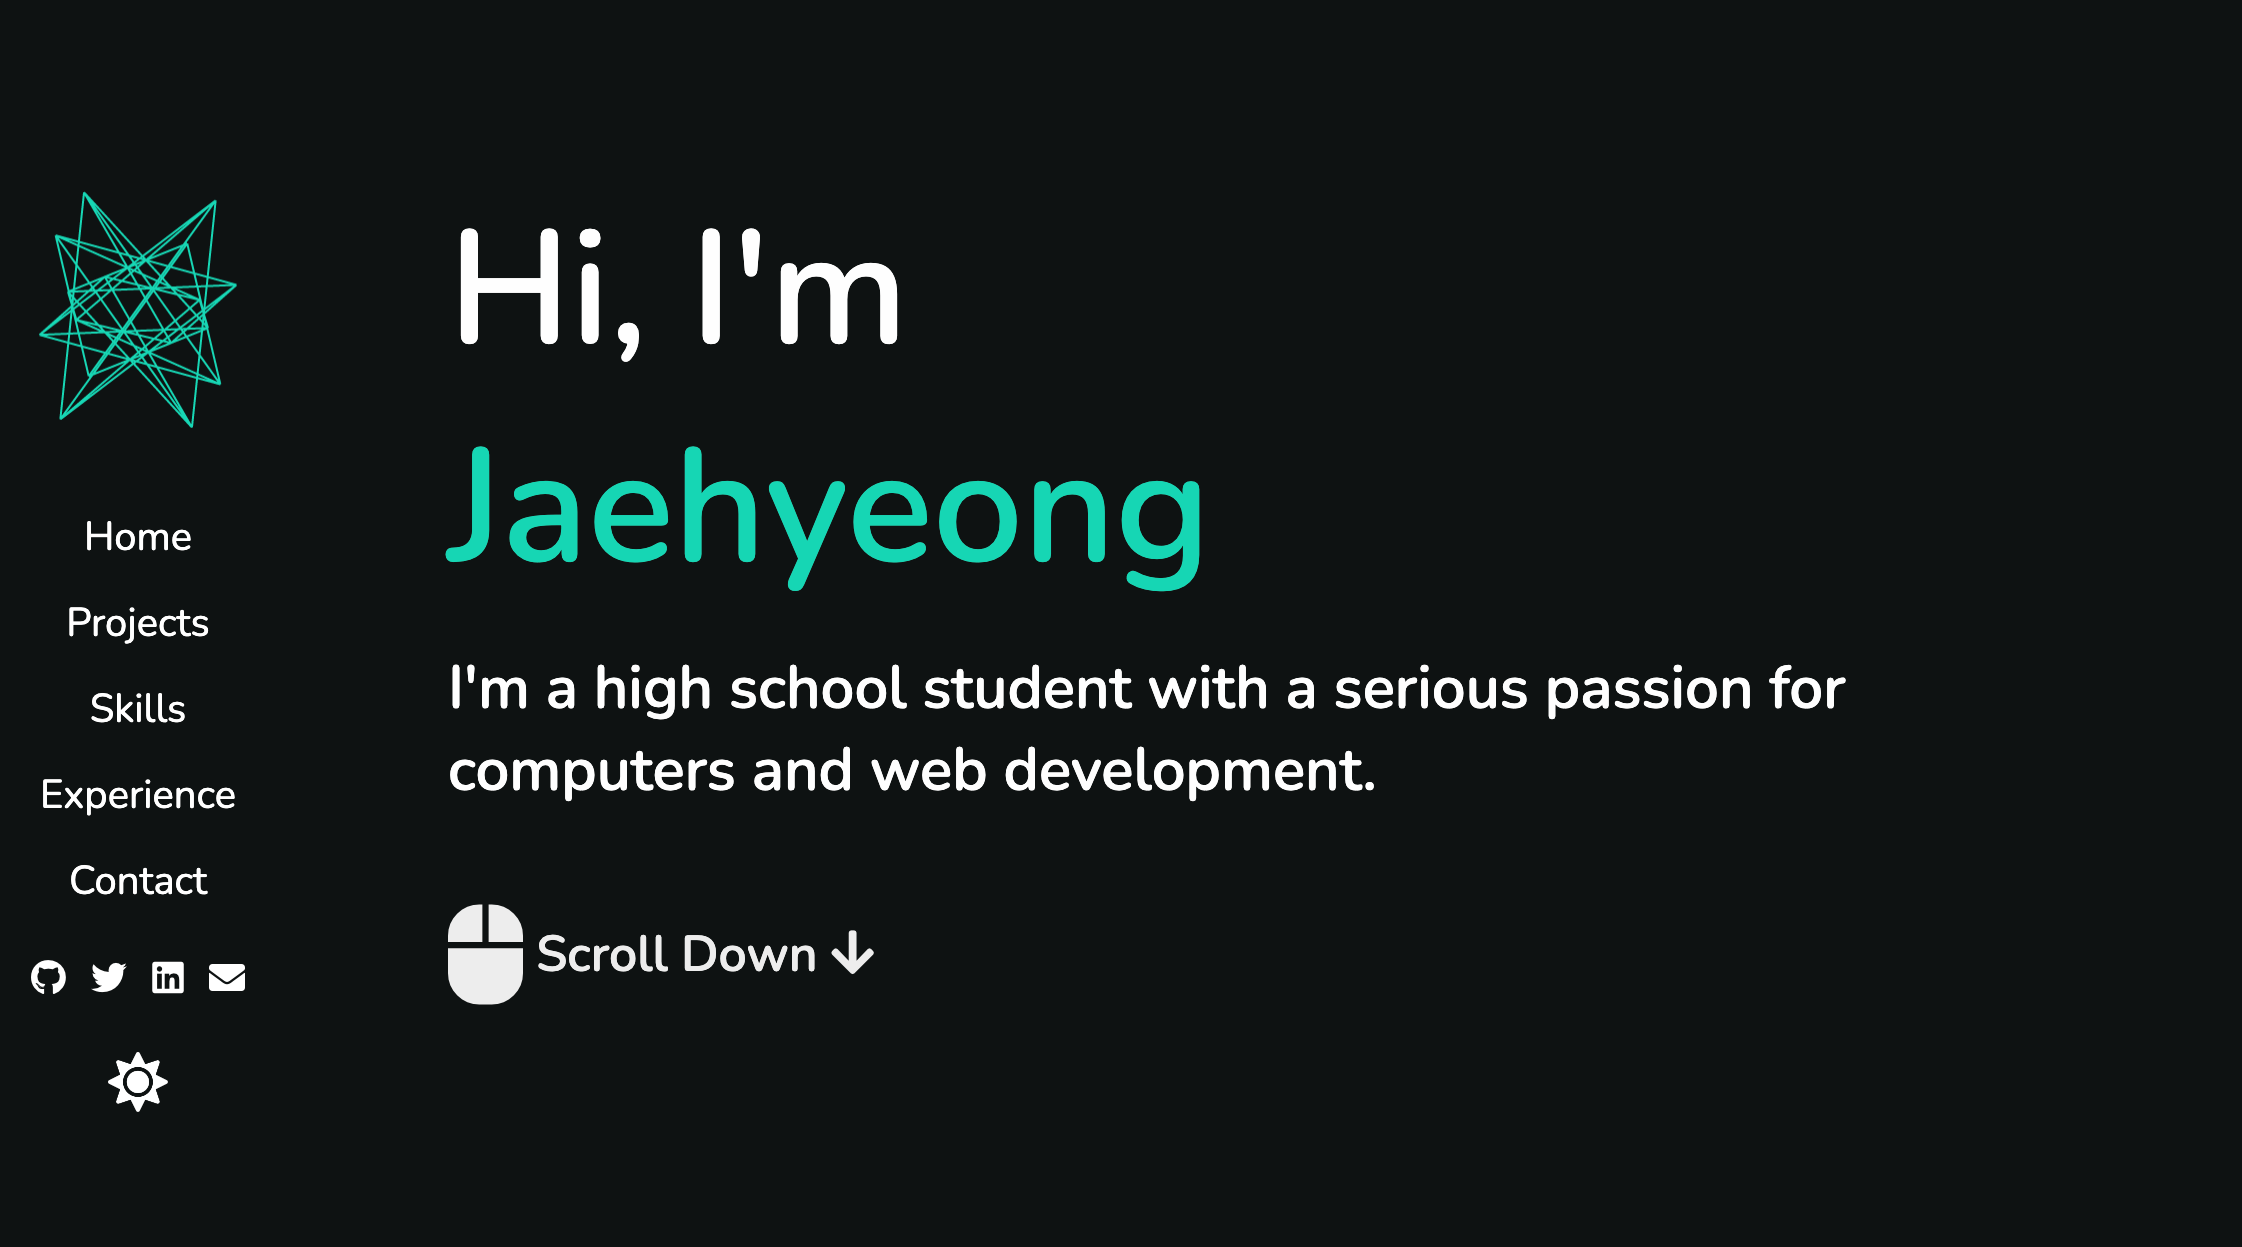 Home
Projects
Skills
Experience
Contact
Hi, I'm
Jaehyeong
I'm a high school student with a serious passion for
computers and web development.
Scroll Down